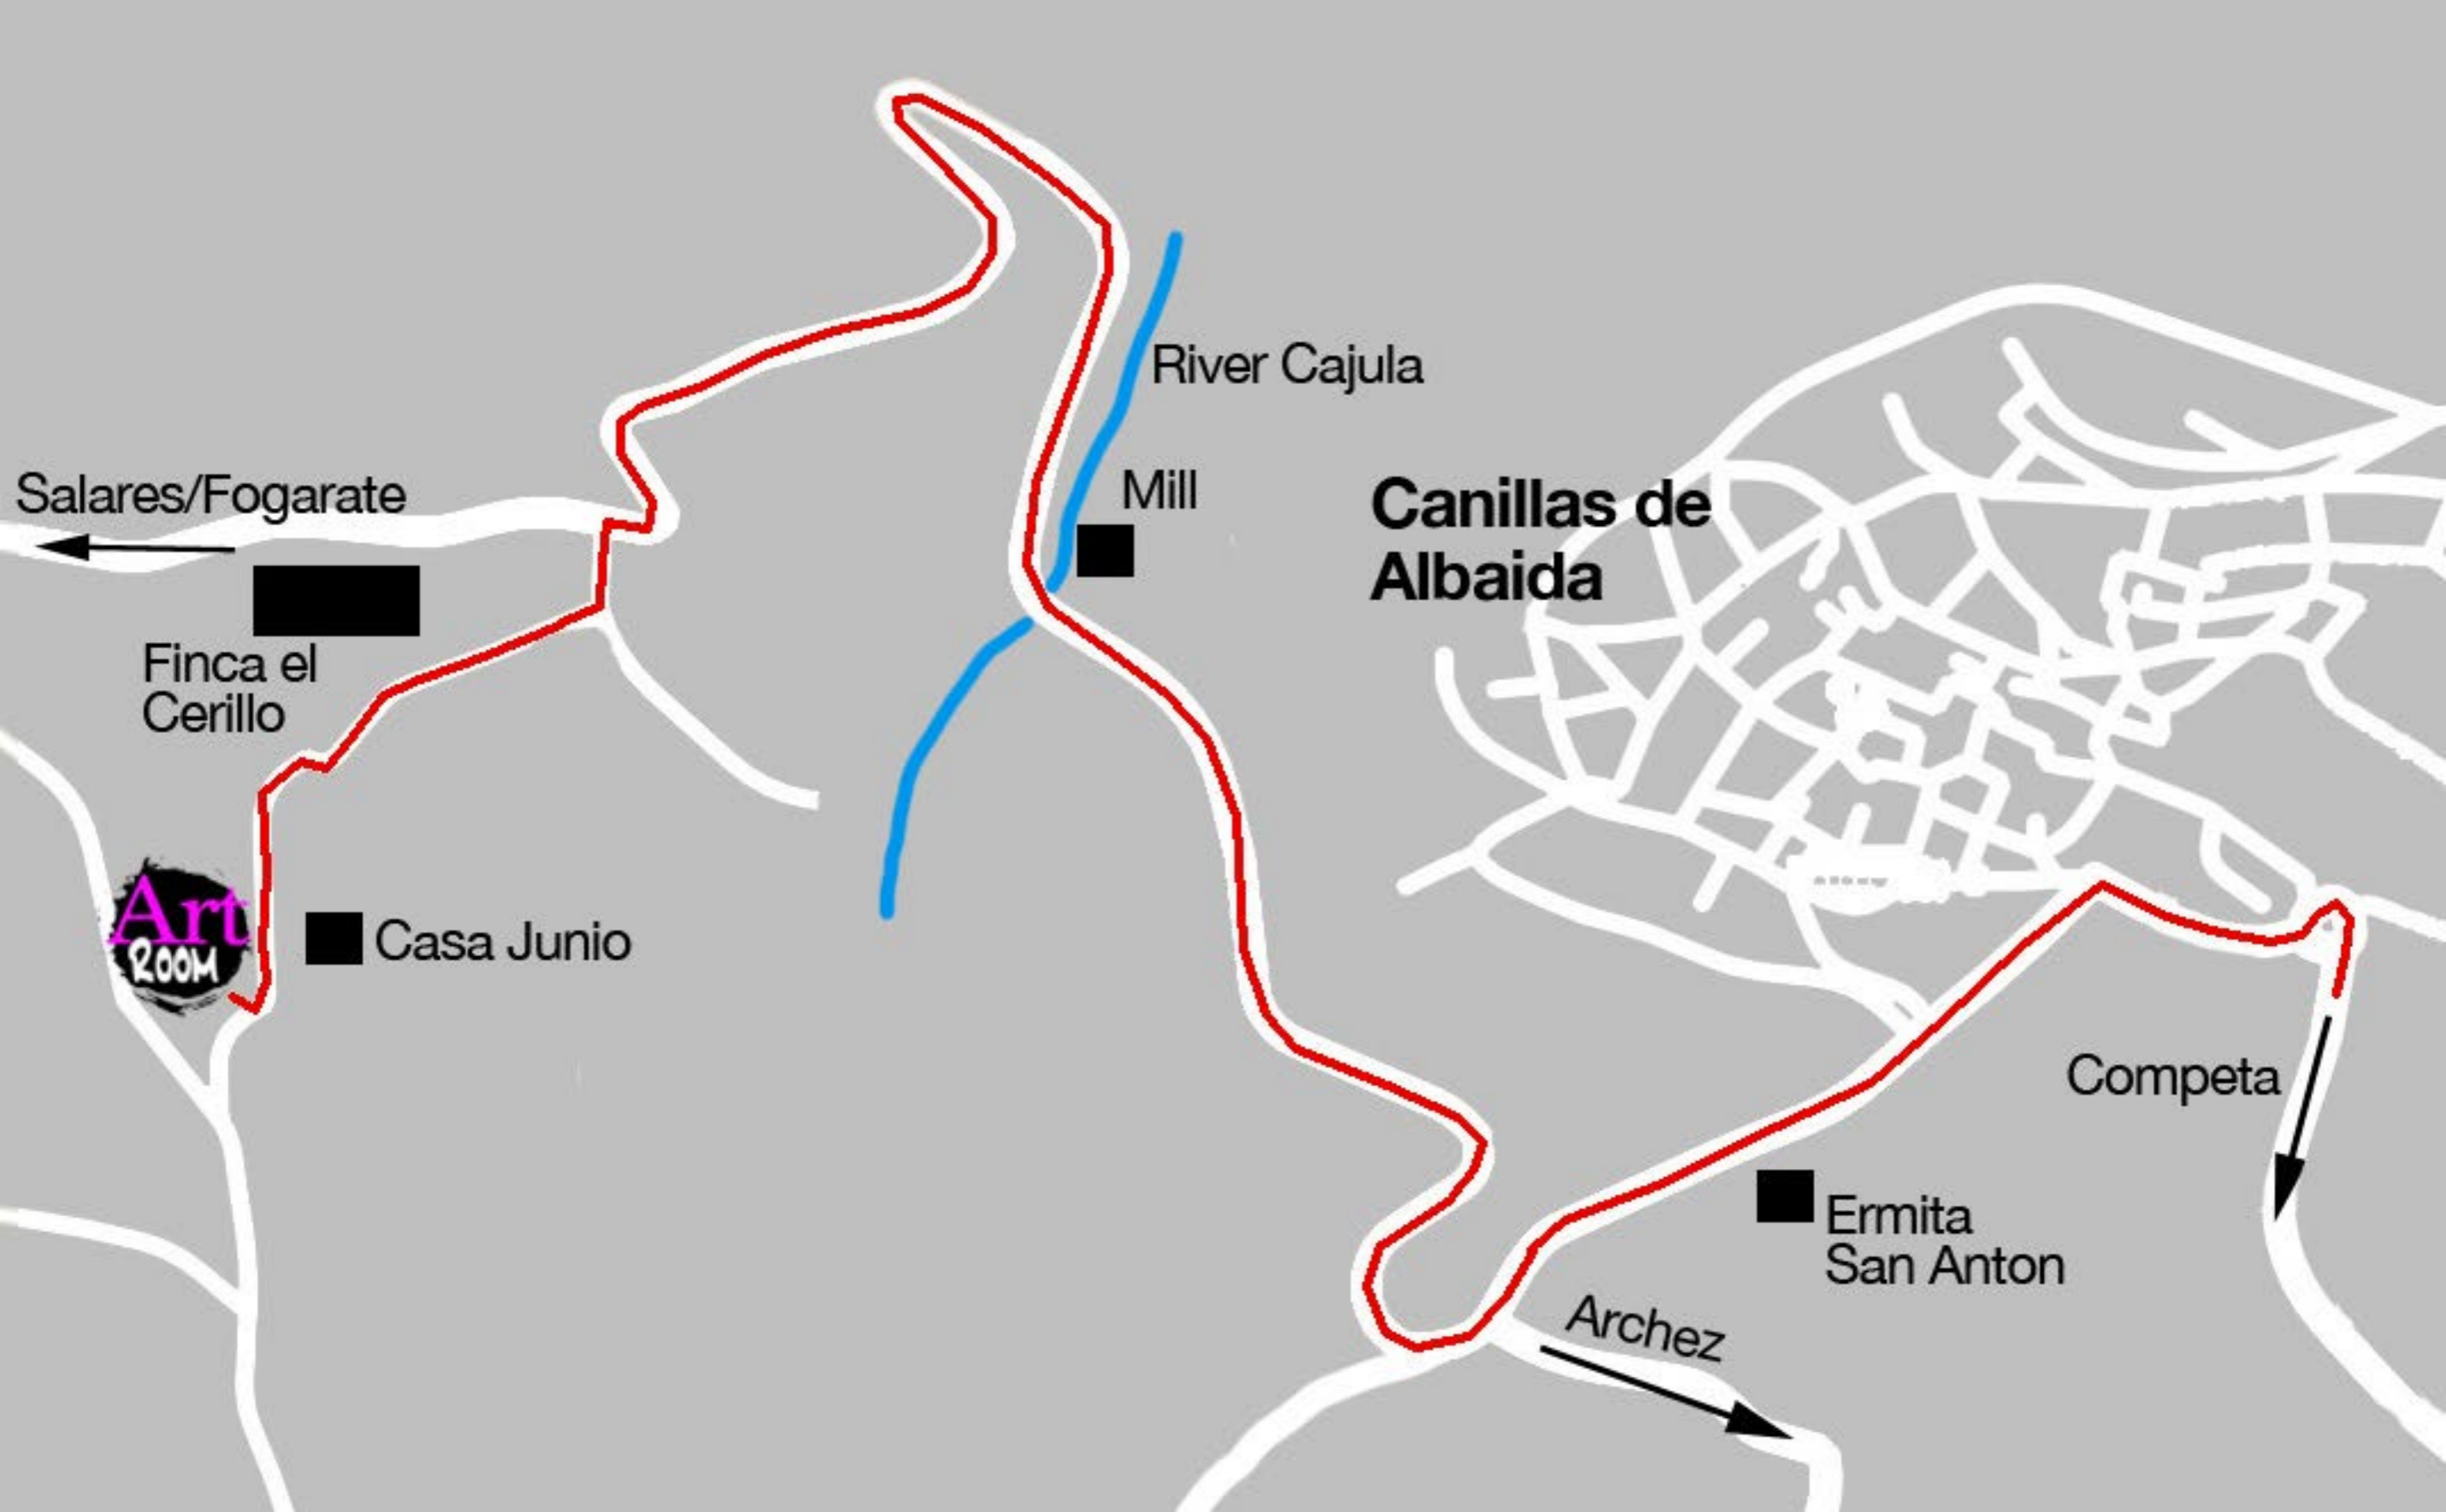 River Cajula
Mill
Salares/Fogarate
Canillas de
Albaida
Finca el
Cerillo
Art
ROOM
Casa Junio
Competa
Ermita
San Anton
Archez